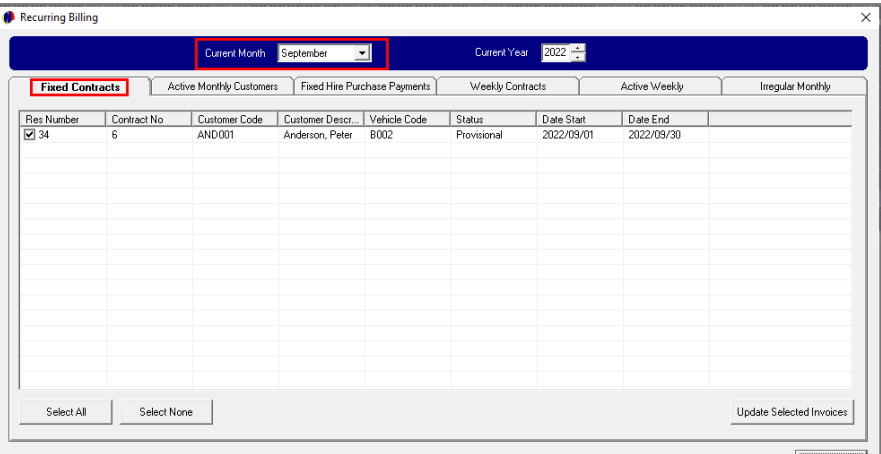 Recurring Billing
Current Month September Current Year 2022
Fixed Contracts Active Monthly Customers Fixed Hire Purchase Payments Weekly Contracts Active Weekly Irregular Monthly
Res Number Contract No Customer Code Customer Descr... Vehicle Code Status Date Start Date End
34 6 AND001 Anderson, Peter B002 Provisional 2022/09/01 2022/09/30
Select All Select None Update Selected Invoices